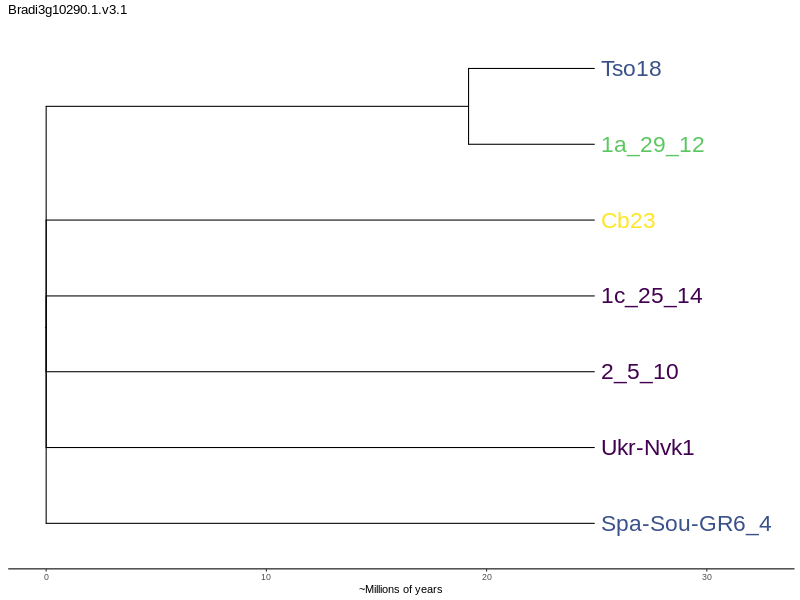 Bradi3g10290.1.v3.1
Tso18
1a_29_12
Cb23
1c_25_14
2_5_10
Ukr-Nvk1
Spa-Sou-GR6_4
0 10 20 30
~Millions of years